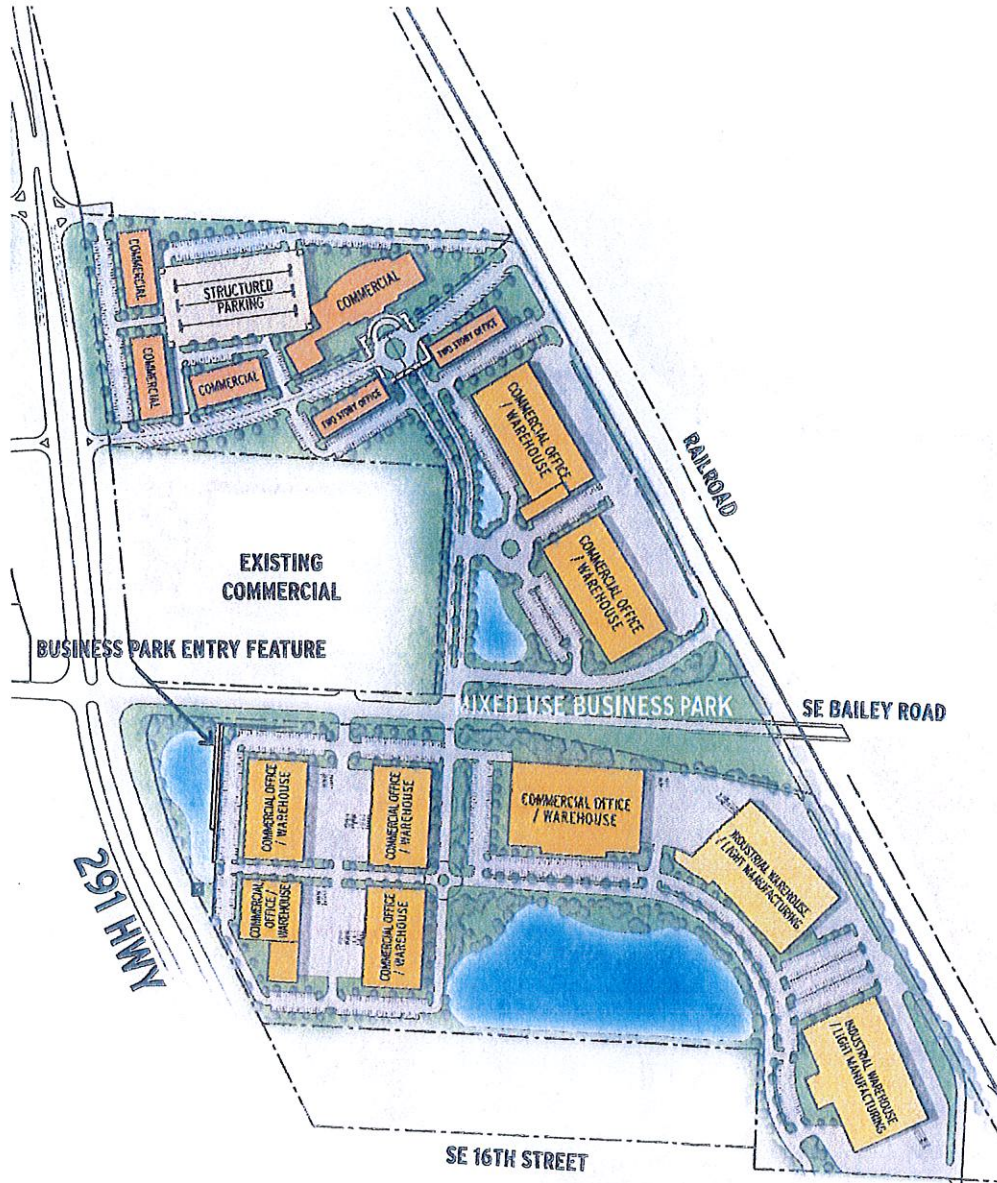 COMMERCIAL
STRUCTURED
PARKING
COMMERCIAL
COMMERCIAL
COMMERCIAL
TWO STORY OFFICE
TWO STORY OFFICE
COMMERCIAL OFFICE
/ WAREHOUSE
RAILROAD
COMMERCIAL OFFICE
/ WAREHOUSE
EXISTING
COMMERCIAL
BUSINESS PARK ENTRY FEATURE
MIXED USE BUSINESS PARK
SE BAILEY ROAD
COMMERCIAL OFFICE
/ WAREHOUSE
COMMERCIAL OFFICE
/ WAREHOUSE
COMMERCIAL OFFICE
/ WAREHOUSE
INDUSTRIAL WAREHOUSE
/ LIGHT MANUFACTURING
291 HWY
COMMERCIAL
OFFICE /
WAREHOUSE
COMMERCIAL OFFICE
/ WAREHOUSE
INDUSTRIAL WAREHOUSE
/ LIGHT MANUFACTURING
SE 16TH STREET